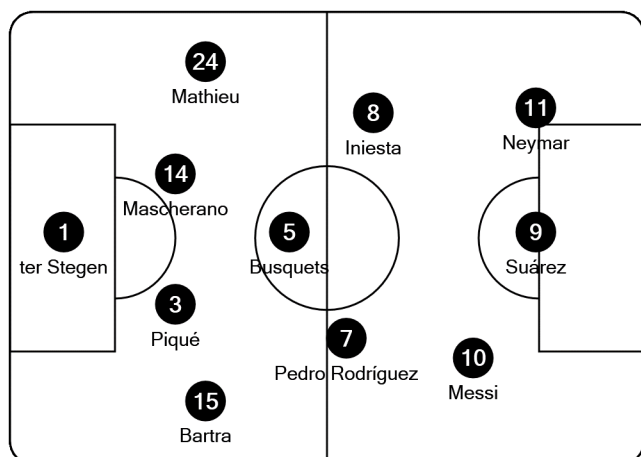 24
Mathieu
8
Iniesta
11
Neymar
14
Mascherano
1
ter Stegen
5
Busquets
9
Suárez
3
Piqué
7
Pedro Rodríguez
10
Messi
15
Bartra